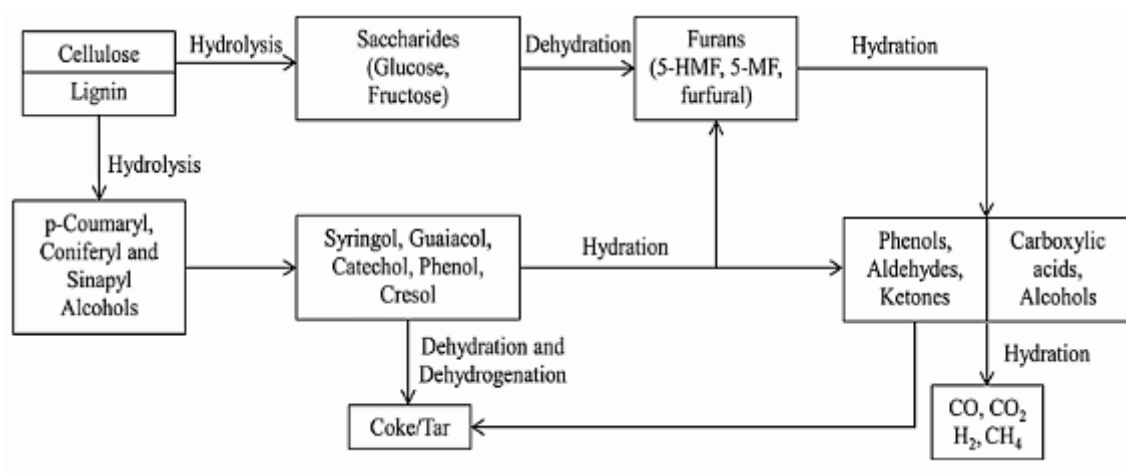 Cellulose
Lignin
Hydrolysis
Saccharides
(Glucose,
Fructose)
Dehydration
Furans
(5-HMF, 5-MF,
furfural)
Hydration
Hydrolysis
p-Coumaryl,
Coniferyl and
Sinapyl
Alcohols
Syringol, Guaiacol,
Catechol, Phenol,
Cresol
Hydration
Phenols,
Aldehydes,
Ketones
Carboxylic
acids,
Alcohols
Dehydration and
Dehydrogenation
Hydration
Coke/Tar
CO, CO₂
H₂, CH₄